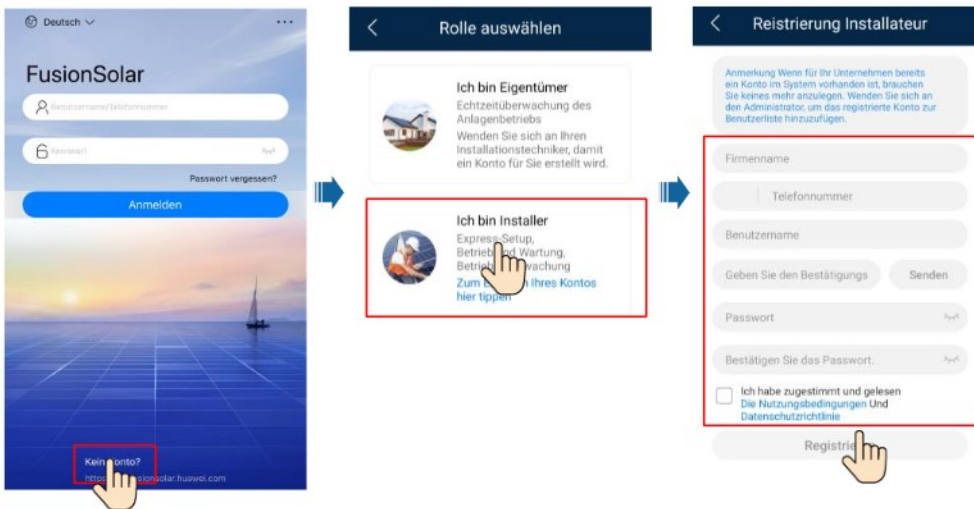 Deutsch
FusionSolar
Benutzername/Telefonnummer
Kennwort
Passwort vergessen?
Anmelden
Kein Konto?
sionsolar.huawei.com
Rolle auswählen
Ich bin Eigentümer
Echtzeitüberwachung des
Anlagenbetriebs
Wenden Sie sich an Ihren
Installationstechniker, damit
ein Konto für Sie erstellt wird.
Ich bin Installer
Express-Setup,
Betrieb und Wartung,
wachung
Zum Ihres Kontos
hier tippen
Reistrierung Installateur
Anmerkung Wenn für Ihr Unternehmen bereits
ein Konto im System vorhanden ist, brauchen
Sie keines mehr anzulegen. Wenden Sie sich an
den Administrator, um das registrierte Konto zur
Benutzerliste hinzuzufügen.
Firmenname
Telefonnummer
Benutzername
Geben Sie den Bestätigungs Senden
Passwort
Bestätigen Sie das Passwort.
Ich habe zugestimmt und gelesen
Die Nutzungsbedingungen Und
Datenschutzrichtlinie
Registrieren